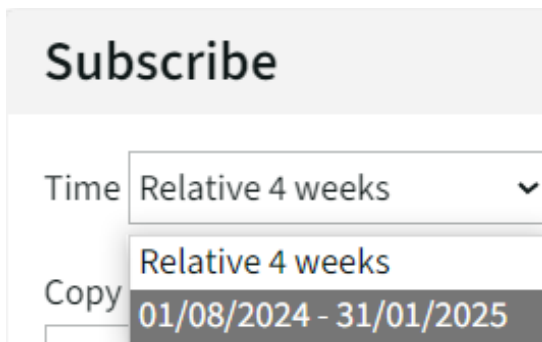 Subscribe
Time Relative 4 weeks
Relative 4 weeks
Copy
01/08/2024 - 31/01/2025